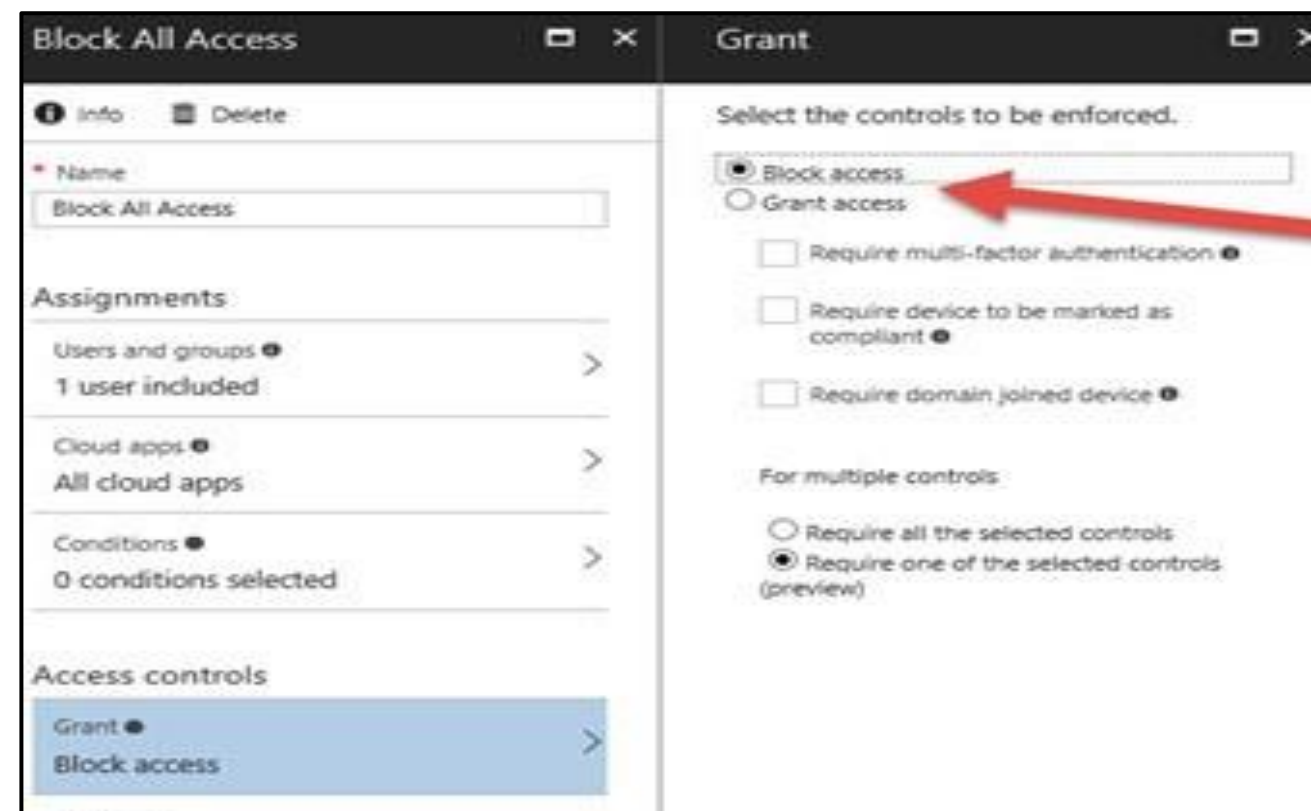 Block All Access
Info Delete
* Name
Block All Access
Assignments
Users and groups
1 user included
Cloud apps
All cloud apps
Conditions
0 conditions selected
Access controls
Grant
Block access
Grant
Select the controls to be enforced.
Block access
Grant access
Require multi-factor authentication
Require device to be marked as
compliant
Require domain joined device
For multiple controls
Require all the selected controls
Require one of the selected controls
(preview)